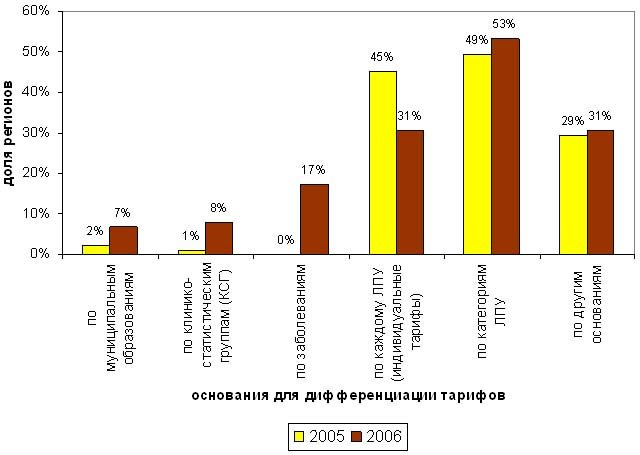 60%
50%
40%
30%
20%
10%
0%
доля регионов
2%
7%
1%
8%
0%
17%
45%
31%
49%
53%
29%
31%
по
муниципальным
образованиям
по клинико-
статистическим
группам (КСГ)
по заболеваниям
по каждому ЛПУ
(индивидуальные
тарифы)
по категориям
ЛПУ
по другим
основаниям
основания для дифференциации тарифов
2005 2006